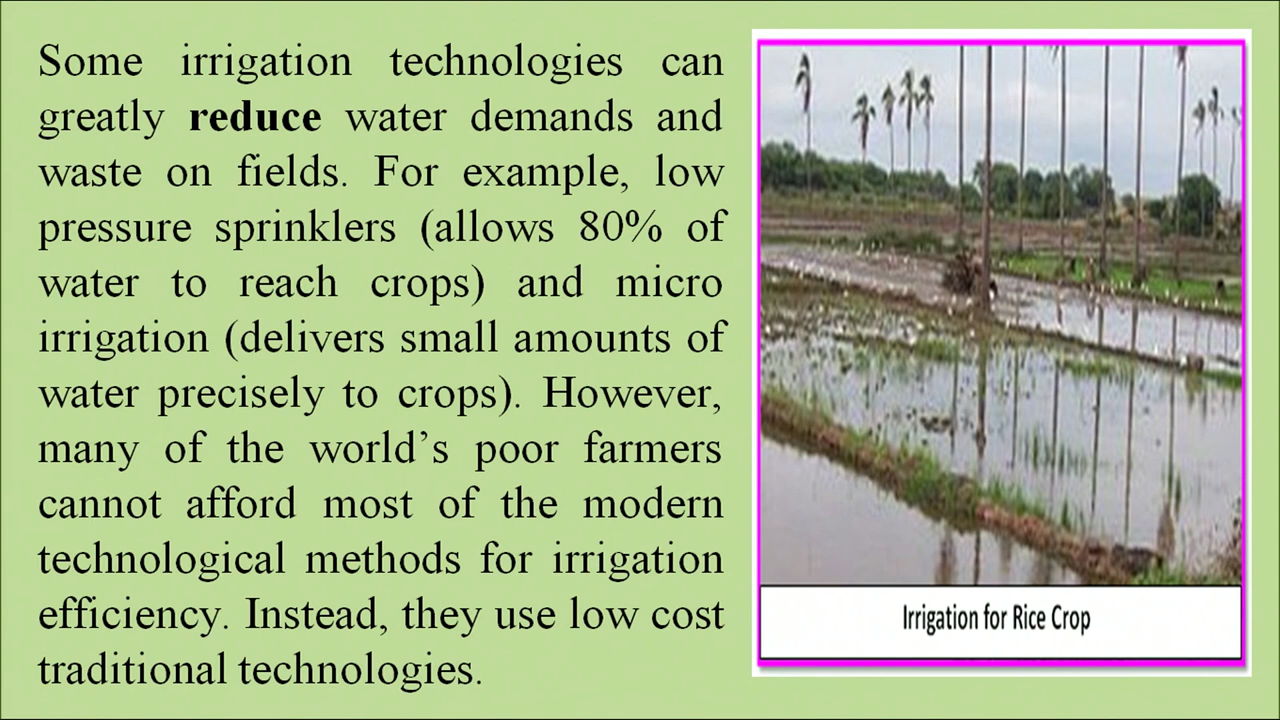 Some irrigation technologies can
greatly reduce water demands and
waste on fields. For example, low
pressure sprinklers (allows 80% of
water to reach crops) and micro
irrigation (delivers small amounts of
water precisely to crops). However,
many of the world’s poor farmers
cannot afford most of the modern
technological methods for irrigation
efficiency. Instead, they use low cost
traditional technologies.
Irrigation for Rice Crop